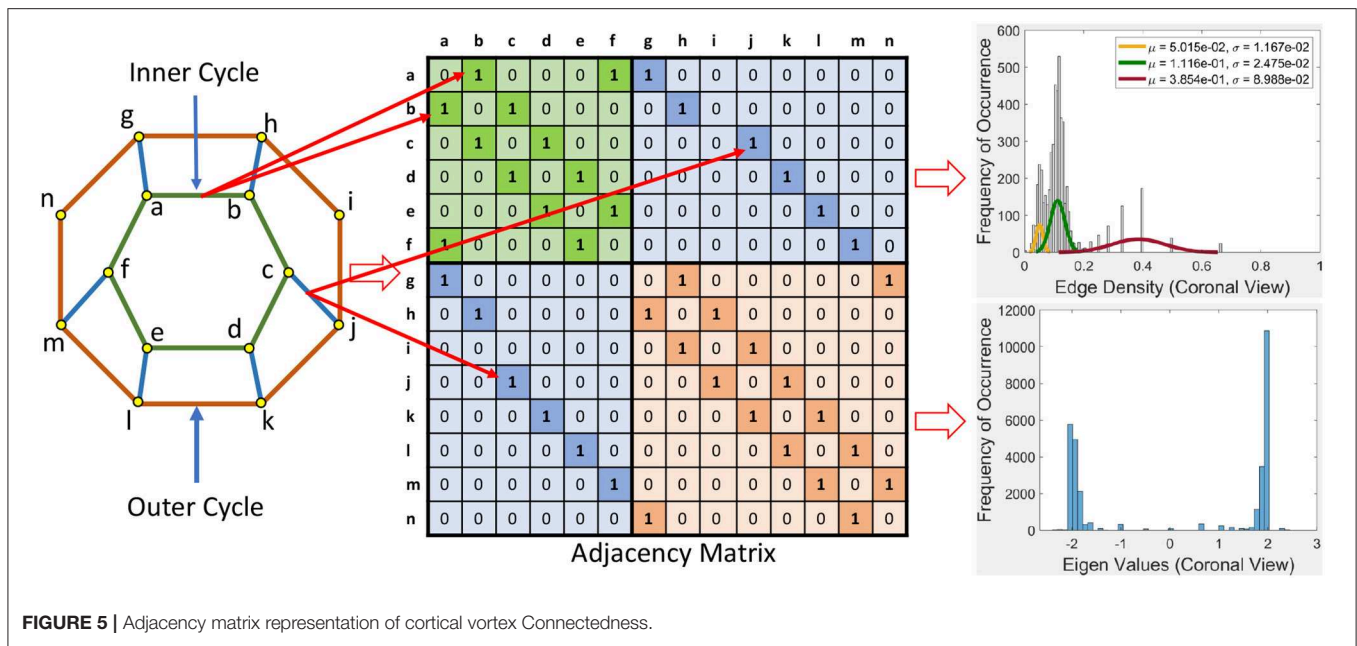 Inner Cycle
g h
n a b i
f c
m e d j
l k
Outer Cycle
a b c d e f g h i j k l m n
a 0 1 0 0 0 1 1 0 0 0 0 0 0 0
b 1 0 1 0 0 0 0 1 0 0 0 0 0 0
c 0 1 0 1 0 0 0 0 0 1 0 0 0 0
d 0 0 1 0 1 0 0 0 0 0 1 0 0 0
e 0 0 0 1 0 1 0 0 0 0 0 1 0 0
f 1 0 0 0 1 0 0 0 0 0 0 0 1 0
g 1 0 0 0 0 0 0 1 0 0 0 0 0 1
h 0 1 0 0 0 0 1 0 1 0 0 0 0 0
i 0 0 0 0 0 0 0 1 0 1 0 0 0 0
j 0 0 1 0 0 0 0 0 1 0 1 0 0 0
k 0 0 0 1 0 0 0 0 0 1 0 1 0 0
l 0 0 0 0 1 0 0 0 0 0 1 0 1 0
m 0 0 0 0 0 1 0 0 0 0 0 1 0 1
n 0 0 0 0 0 0 1 0 0 0 0 0 1 0
Adjacency Matrix
Frequency of Occurrence
600
500
400
300
200
100
0
μ = 5.015e-02, σ = 1.167e-02
μ = 1.116e-01, σ = 2.475e-02
μ = 3.854e-01, σ = 8.988e-02
0 0.2 0.4 0.6 0.8 1
Edge Density (Coronal View)
Frequency of Occurrence
12000
10000
8000
6000
4000
2000
0
-2 -1 0 1 2 3
Eigen Values (Coronal View)
FIGURE 5 | Adjacency matrix representation of cortical vortex Connectedness.